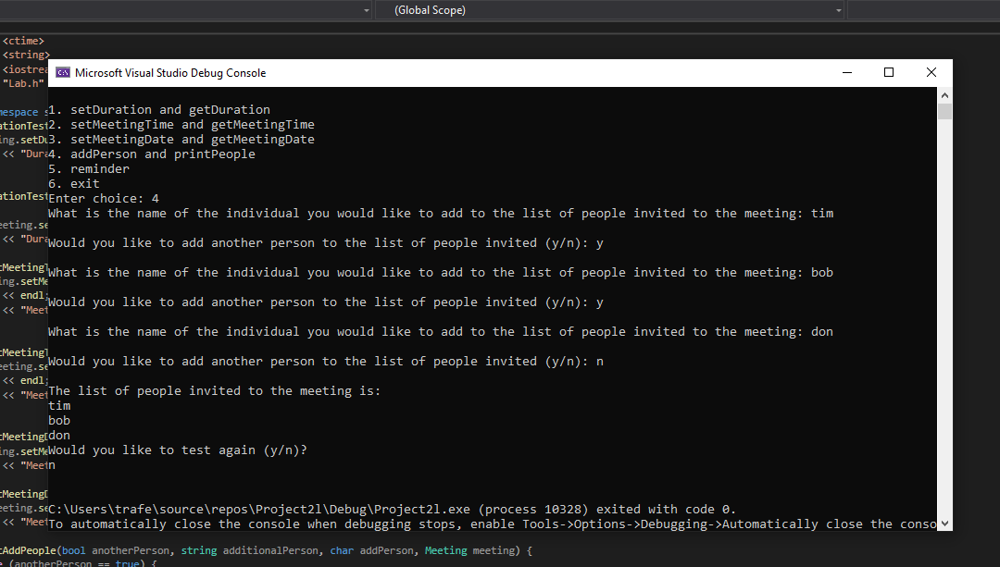 (Global Scope)
<ctime>
<string>
<iostrea
"Lab.h"
Microsoft Visual Studio Debug Console
mespace s
ationTest
ing.setDu
<< "Dura
ationTest
eeting.se
<< "Dura
tMeetingT
ing.setMe
<< endl;
<< "Meet
tMeetingT
eeting.se
<< endl;
<< "Meet
tMeetingD
ing.setMe
<< "Meet
tMeetingD
eeting.se
<< "Meet
1. setDuration and getDuration
2. setMeetingTime and getMeetingTime
3. setMeetingDate and getMeetingDate
4. addPerson and printPeople
5. reminder
6. exit
Enter choice: 4
What is the name of the individual you would like to add to the list of people invited to the meeting: tim
Would you like to add another person to the list of people invited (y/n): y
What is the name of the individual you would like to add to the list of people invited to the meeting: bob
Would you like to add another person to the list of people invited (y/n): y
What is the name of the individual you would like to add to the list of people invited to the meeting: don
Would you like to add another person to the list of people invited (y/n): n
The list of people invited to the meeting is:
tim
bob
don
Would you like to test again (y/n)?
n
C:\Users\trafe\source\repos\Project2l\Debug\Project2l.exe (process 10328) exited with code 0.
To automatically close the console when debugging stops, enable Tools->Options->Debugging->Automatically close the conso
tAddPeople(bool anotherPerson, string additionalPerson, char addPerson, Meeting meeting) {
e (anotherPerson == true) {